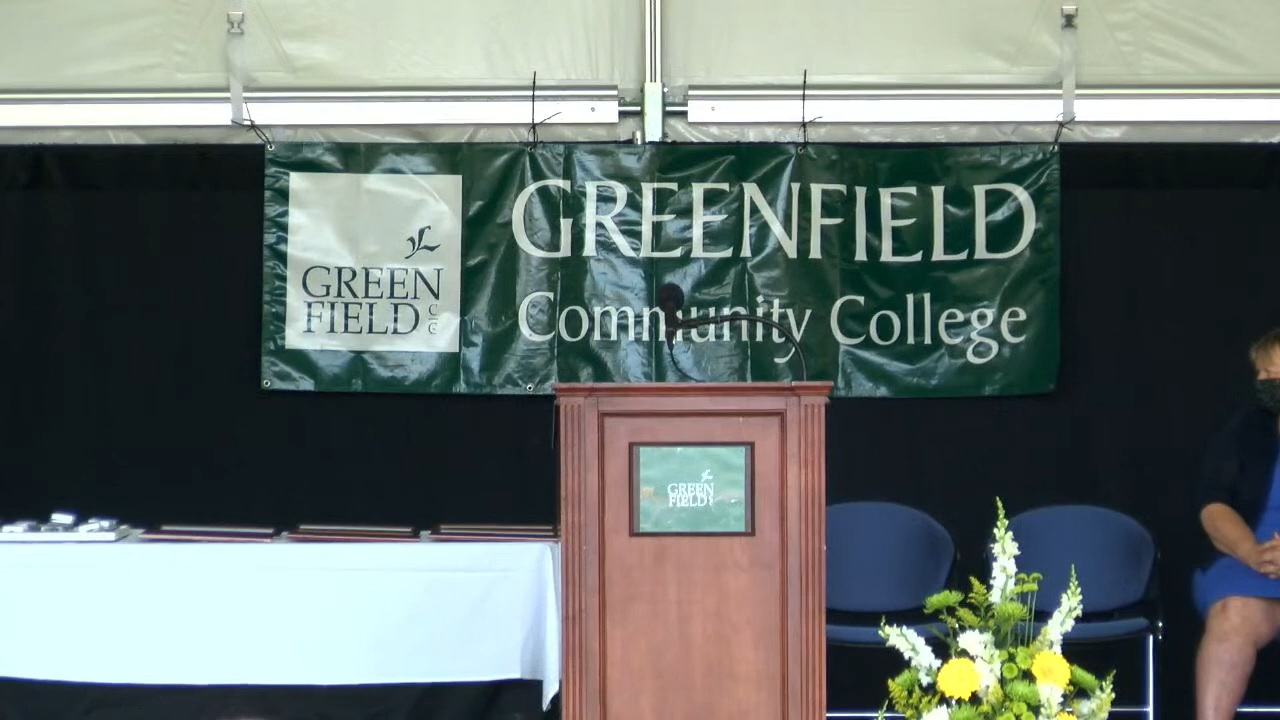 GREENFIELD
Community College
GREEN
FIELD CC
GREEN
FIELD